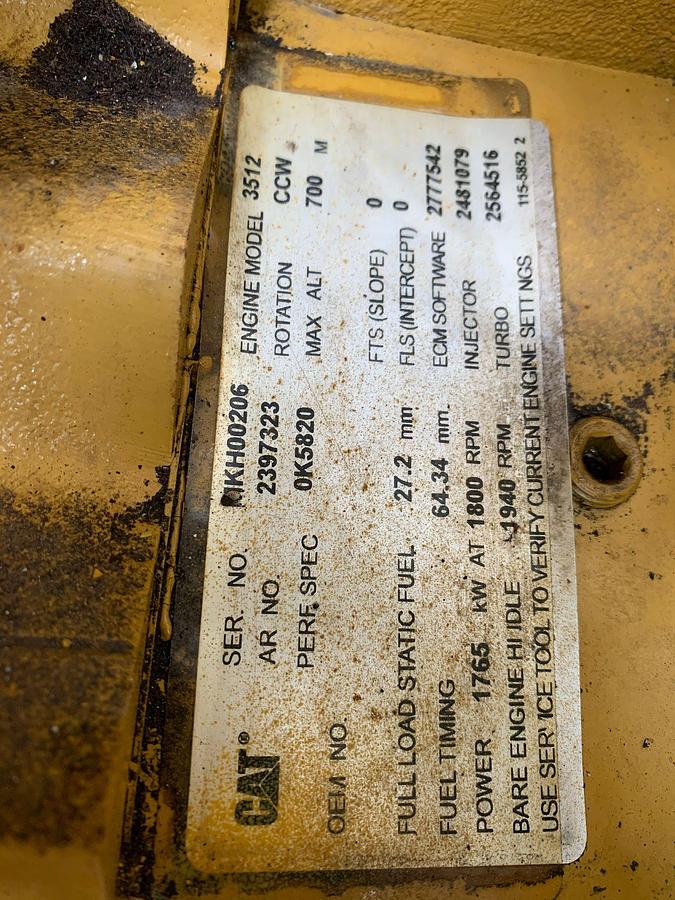 CAT®
SER. NO. MKH00206 ENGINE MODEL 3512
AR NO. 2397323 ROTATION CCW
PERF. SPEC 0K5820 MAX ALT 700 M
OEM NO.
FULL LOAD STATIC FUEL 27.2 mm FTS (SLOPE) 0
FUEL TIMING 64.34 mm. FLS (INTERCEPT) 0
POWER 1765 kW AT 1800 RPM ECM SOFTWARE 2777542
BARE ENGINE HI IDLE 1940 RPM INJECTOR 2481079
USE SERVICE TOOL TO VERIFY CURRENT ENGINE SETTINGS TURBO 2564516
115-5852 2